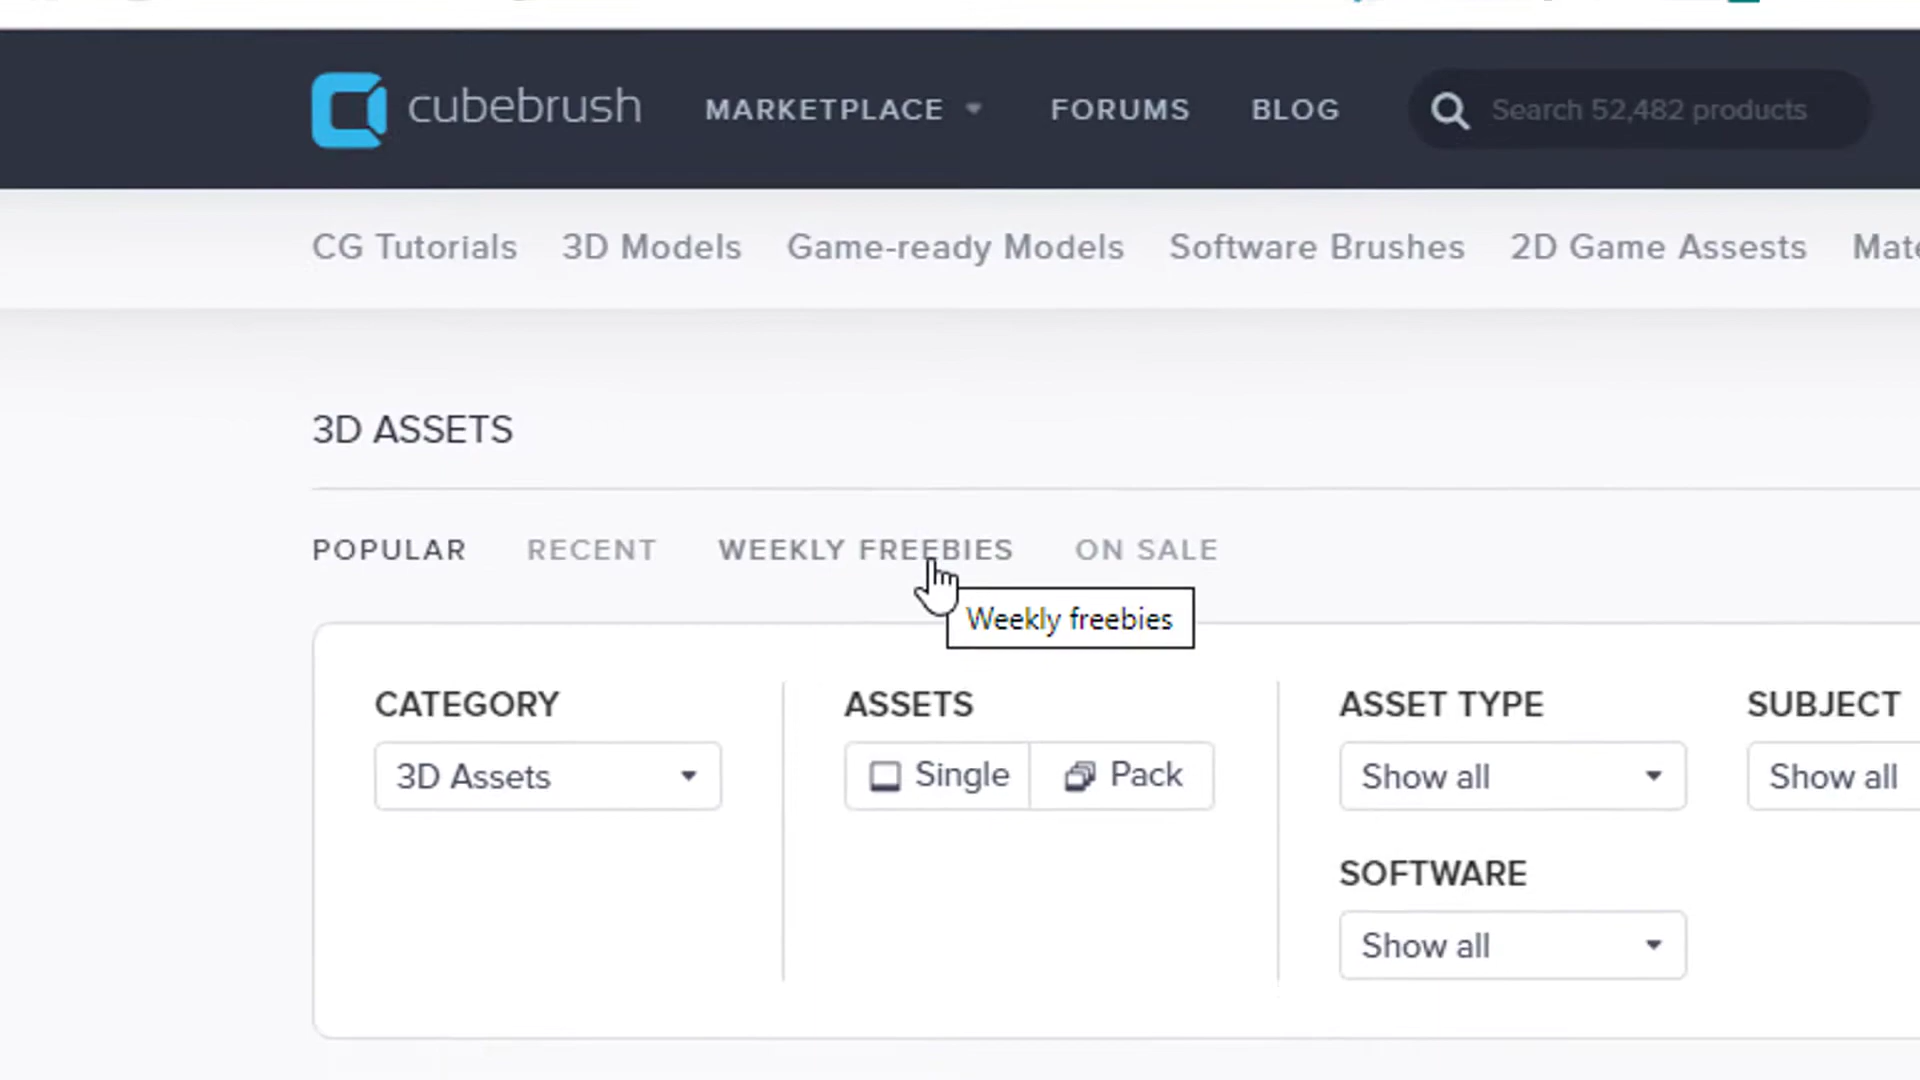 cubebrush MARKETPLACE FORUMS BLOG Search 52,482 products
CG Tutorials 3D Models Game-ready Models Software Brushes 2D Game Assests
3D ASSETS
POPULAR RECENT WEEKLY FREEBIES ON SALE
Weekly freebies
CATEGORY ASSETS ASSET TYPE SUBJECT
3D Assets Single Pack Show all Show all
SOFTWARE
Show all